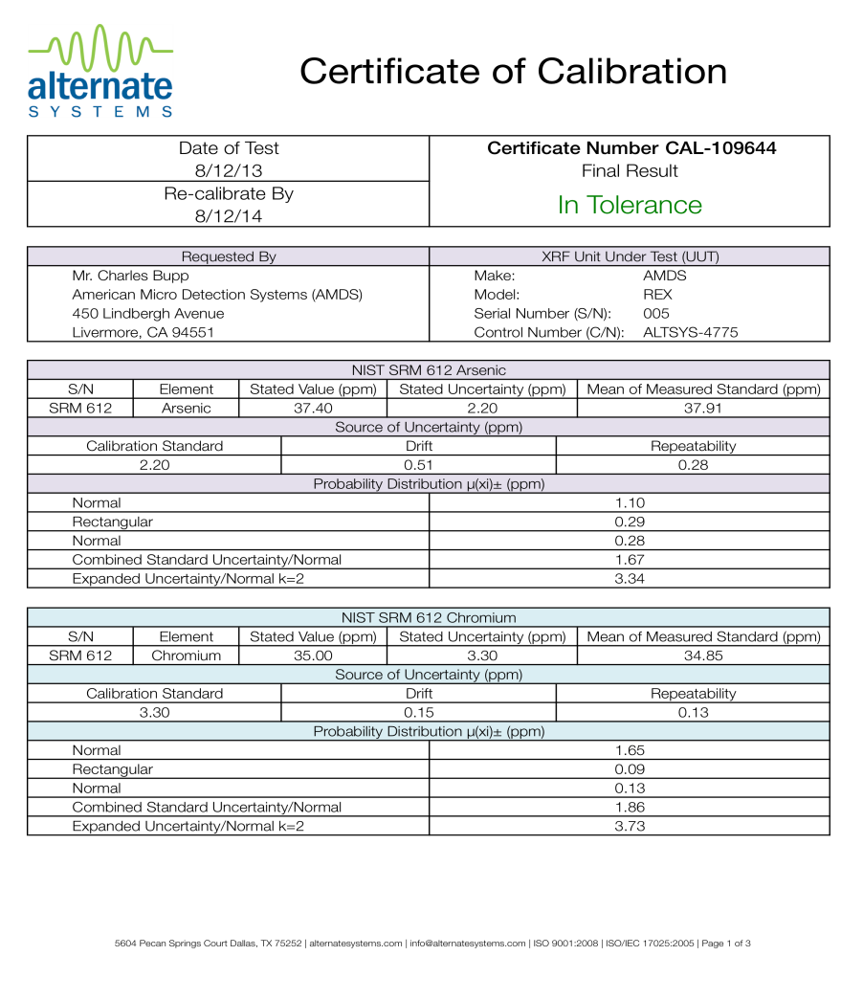 alternate
SYSTEMS
Certificate of Calibration
Date of Test
8/12/13
Re-calibrate By
8/12/14
Certificate Number CAL-109644
Final Result
In Tolerance
Requested By
Mr. Charles Bupp
American Micro Detection Systems (AMDS)
450 Lindbergh Avenue
Livermore, CA 94551
XRF Unit Under Test (UUT)
Make: AMDS
Model: REX
Serial Number (S/N): 005
Control Number (C/N): ALTSYS-4775
NIST SRM 612 Arsenic
S/N Element Stated Value (ppm) Stated Uncertainty (ppm) Mean of Measured Standard (ppm)
SRM 612 Arsenic 37.40 2.20 37.91
Source of Uncertainty (ppm)
Calibration Standard Drift Repeatability
2.20 0.51 0.28
Probability Distribution µ(xi)± (ppm)
Normal 1.10
Rectangular 0.29
Normal 0.28
Combined Standard Uncertainty/Normal 1.67
Expanded Uncertainty/Normal k=2 3.34
NIST SRM 612 Chromium
S/N Element Stated Value (ppm) Stated Uncertainty (ppm) Mean of Measured Standard (ppm)
SRM 612 Chromium 35.00 3.30 34.85
Source of Uncertainty (ppm)
Calibration Standard Drift Repeatability
3.30 0.15 0.13
Probability Distribution µ(xi)± (ppm)
Normal 1.65
Rectangular 0.09
Normal 0.13
Combined Standard Uncertainty/Normal 1.86
Expanded Uncertainty/Normal k=2 3.73
5604 Pecan Springs Court Dallas, TX 75252 | alternatesystems.com | info@alternatesystems.com | ISO 9001:2008 | ISO/IEC 17025:2005 | Page 1 of 3